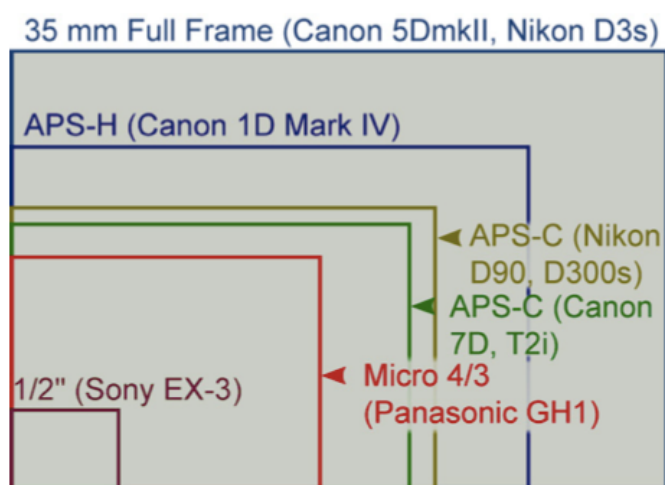 35 mm Full Frame (Canon 5DmkII, Nikon D3s)
APS-H (Canon 1D Mark IV)
APS-C (Nikon
D90, D300s)
APS-C (Canon
7D, T2i)
Micro 4/3
(Panasonic GH1)
1/2" (Sony EX-3)